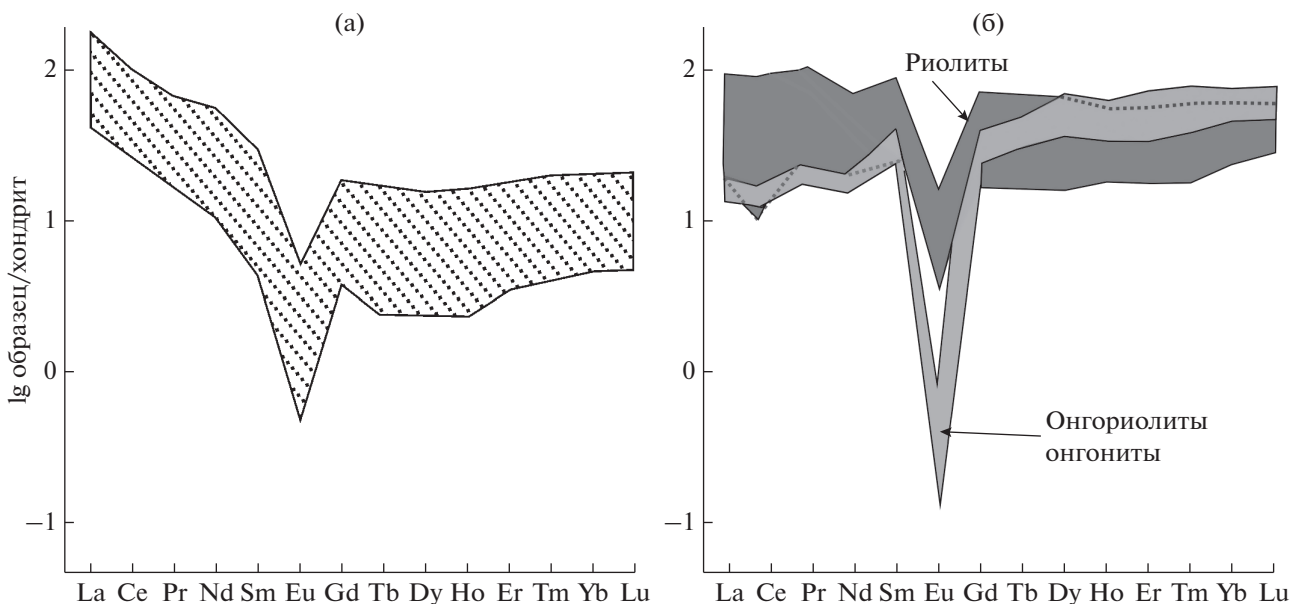 (а)
(б)
lg образец/хондрит
2
1
0
−1
La Ce Pr Nd Sm Eu Gd Tb Dy Ho Er Tm Yb Lu
2
1
0
−1
Риолиты
Онгориолиты
онгониты
La Ce Pr Nd Sm Eu Gd Tb Dy Ho Er Tm Yb Lu